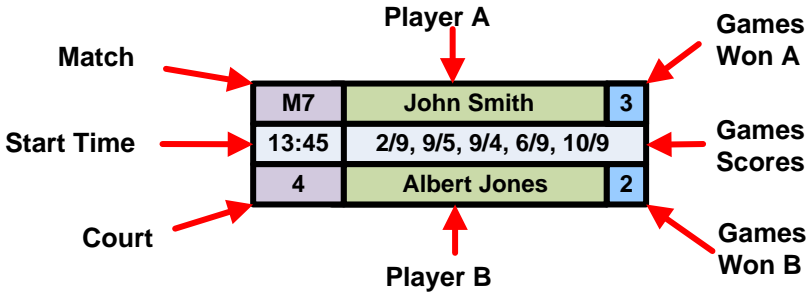 Player A
Games
Won A
Match
M7 John Smith 3
Start Time 13:45 2/9, 9/5, 9/4, 6/9, 10/9 Games
Scores
4 Albert Jones 2
Court
Games
Won B
Player B